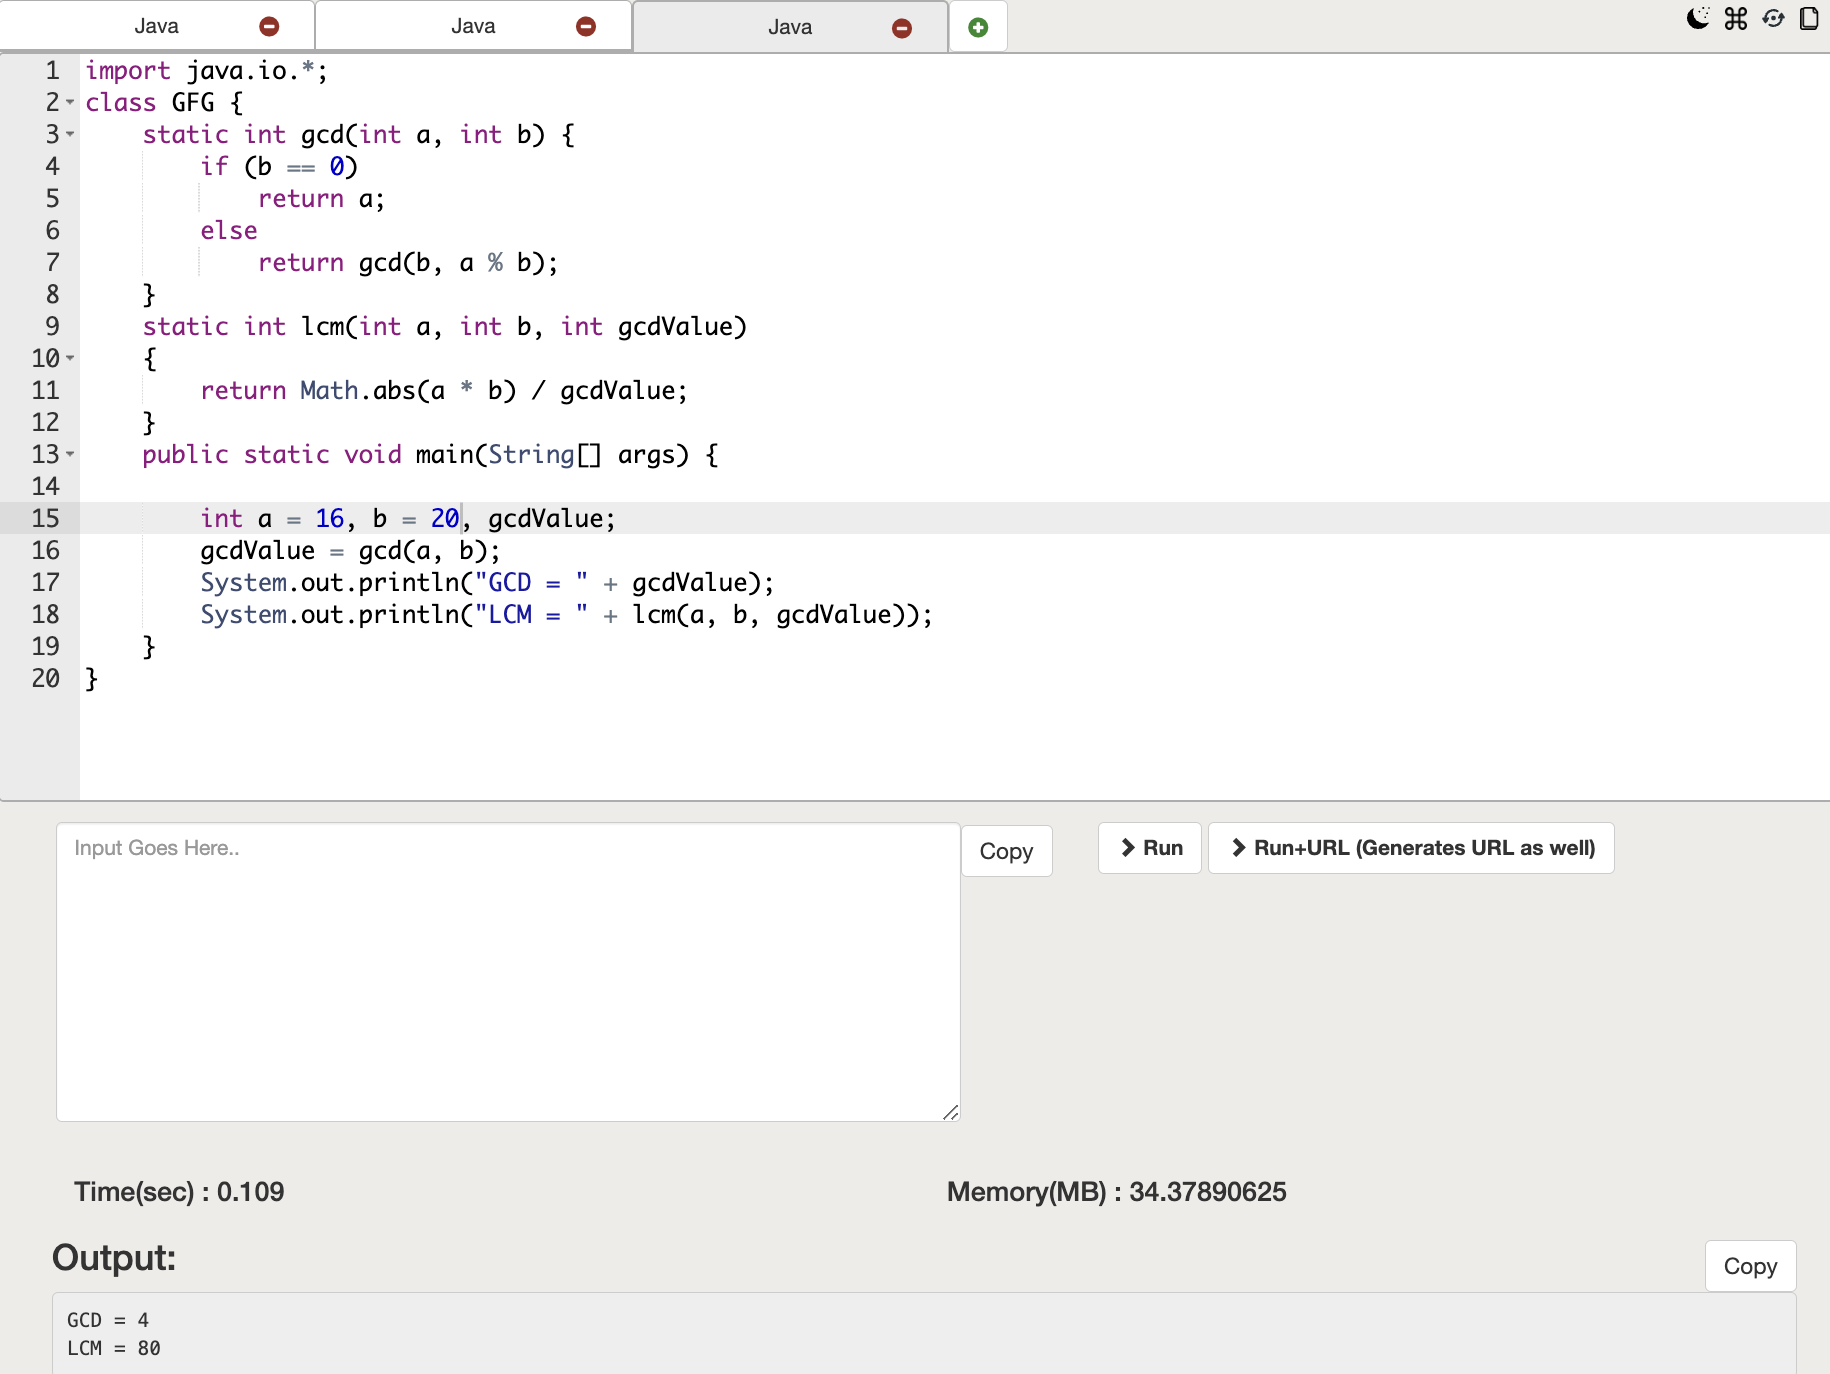 Java Java Java
1 import java.io.*;
2 class GFG {
3 static int gcd(int a, int b) {
4 if (b == 0)
5 return a;
6 else
7 return gcd(b, a % b);
8 }
9 static int lcm(int a, int b, int gcdValue)
10 {
11 return Math.abs(a * b) / gcdValue;
12 }
13 public static void main(String[] args) {
14
15 int a = 16, b = 20, gcdValue;
16 gcdValue = gcd(a, b);
17 System.out.println("GCD = " + gcdValue);
18 System.out.println("LCM = " + lcm(a, b, gcdValue));
19 }
20 }
Input Goes Here..
Copy
Run
Run+URL (Generates URL as well)
Time(sec) : 0.109
Memory(MB) : 34.37890625
Output:
Copy
GCD = 4
LCM = 80